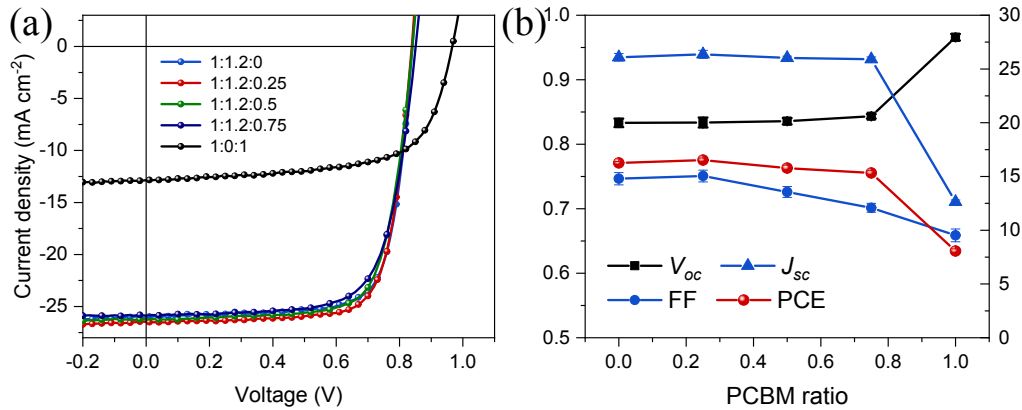 (a)
Current density (mA cm-2)
0
-5
-10
-15
-20
-25
1:1.2:0
1:1.2:0.25
1:1.2:0.5
1:1.2:0.75
1:0:1
-0.2 0.0 0.2 0.4 0.6 0.8 1.0
Voltage (V)
(b)
1.0
0.9
0.8
0.7
0.6
0.5
30
25
20
15
10
5
0
Voc Jsc
FF PCE
0.0 0.2 0.4 0.6 0.8 1.0
PCBM ratio